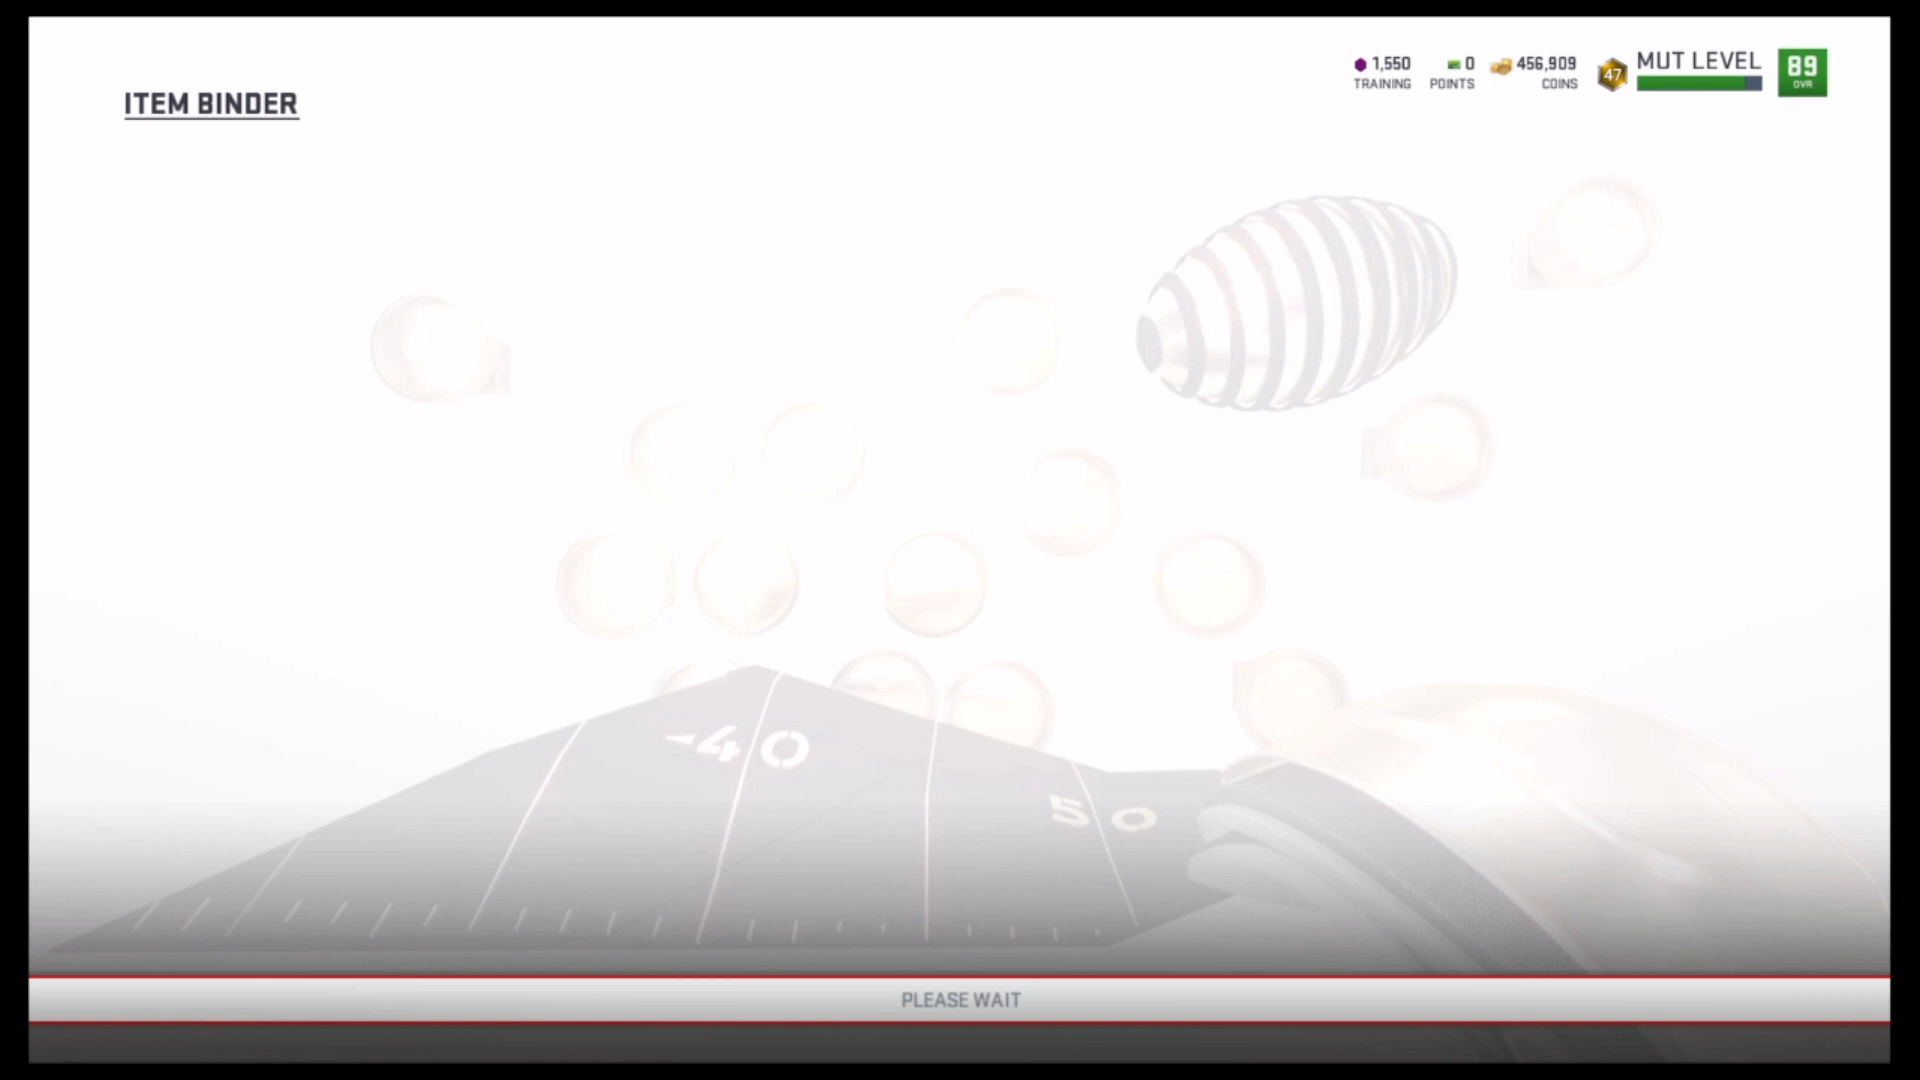 ITEM BINDER
1,550
TRAINING
0
POINTS
456,909
COINS
47
MUT LEVEL
89
OVR
40
50
PLEASE WAIT